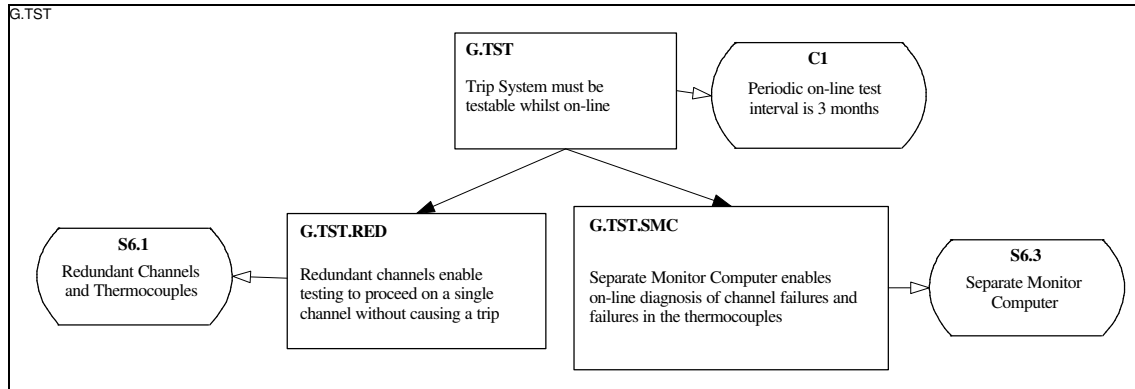 G.TST
G.TST
Trip System must be
testable whilst on-line
C1
Periodic on-line test
interval is 3 months
S6.1
Redundant Channels
and Thermocouples
G.TST.RED
Redundant channels enable
testing to proceed on a single
channel without causing a trip
G.TST.SMC
Separate Monitor Computer enables
on-line diagnosis of channel failures and
failures in the thermocouples
S6.3
Separate Monitor
Computer